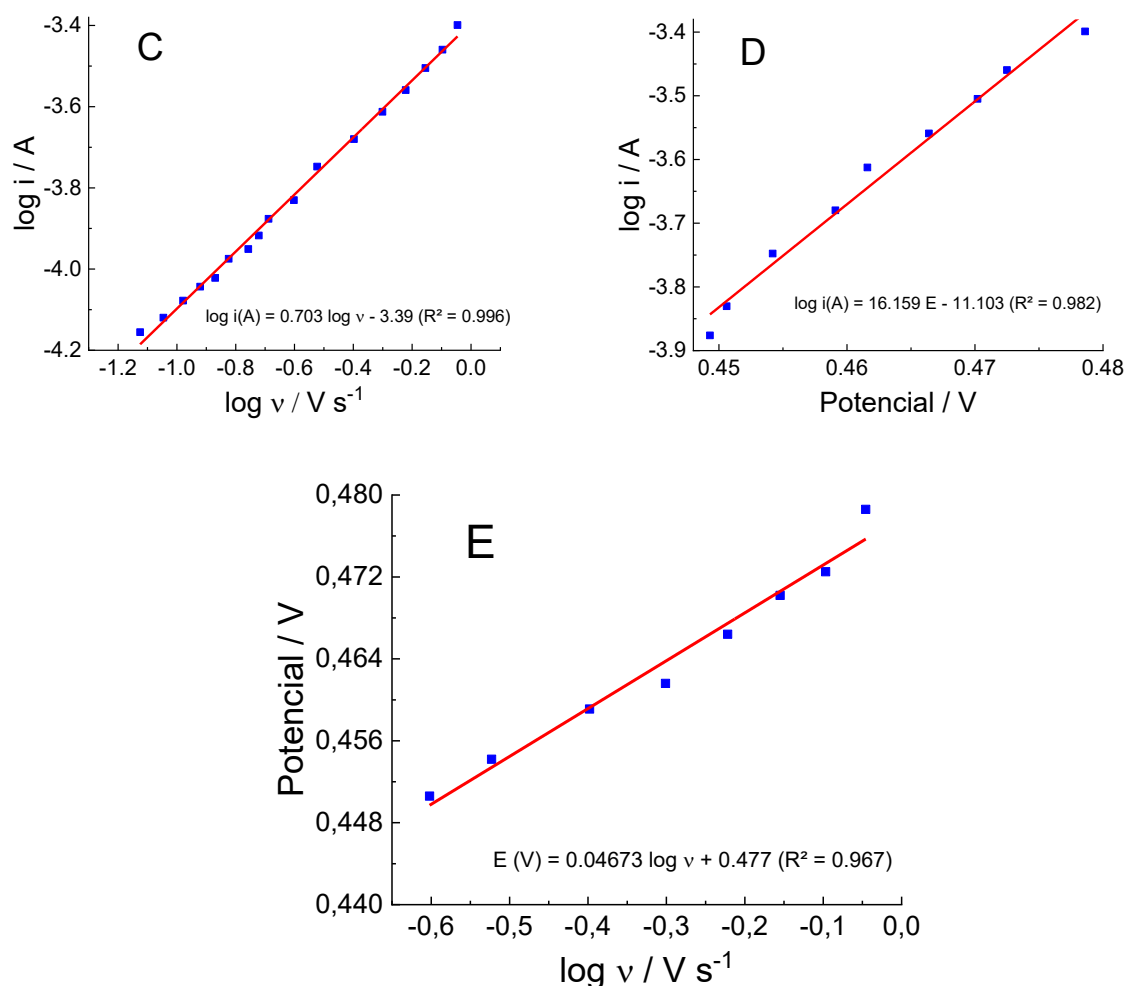 C
-3.4
-3.6
-3.8
-4.0
-4.2
log i / A
log i(A) = 0.703 log ν - 3.39 (R² = 0.996)
-1.2 -1.0 -0.8 -0.6 -0.4 -0.2 0.0
log ν / V s⁻¹
D
-3.4
-3.5
-3.6
-3.7
-3.8
-3.9
log i / A
log i(A) = 16.159 E - 11.103 (R² = 0.982)
0.45 0.46 0.47 0.48
Potencial / V
E
0,480
0,472
0,464
0,456
0,448
0,440
Potencial / V
E (V) = 0.04673 log ν + 0.477 (R² = 0.967)
-0,6 -0,5 -0,4 -0,3 -0,2 -0,1 0,0
log ν / V s⁻¹